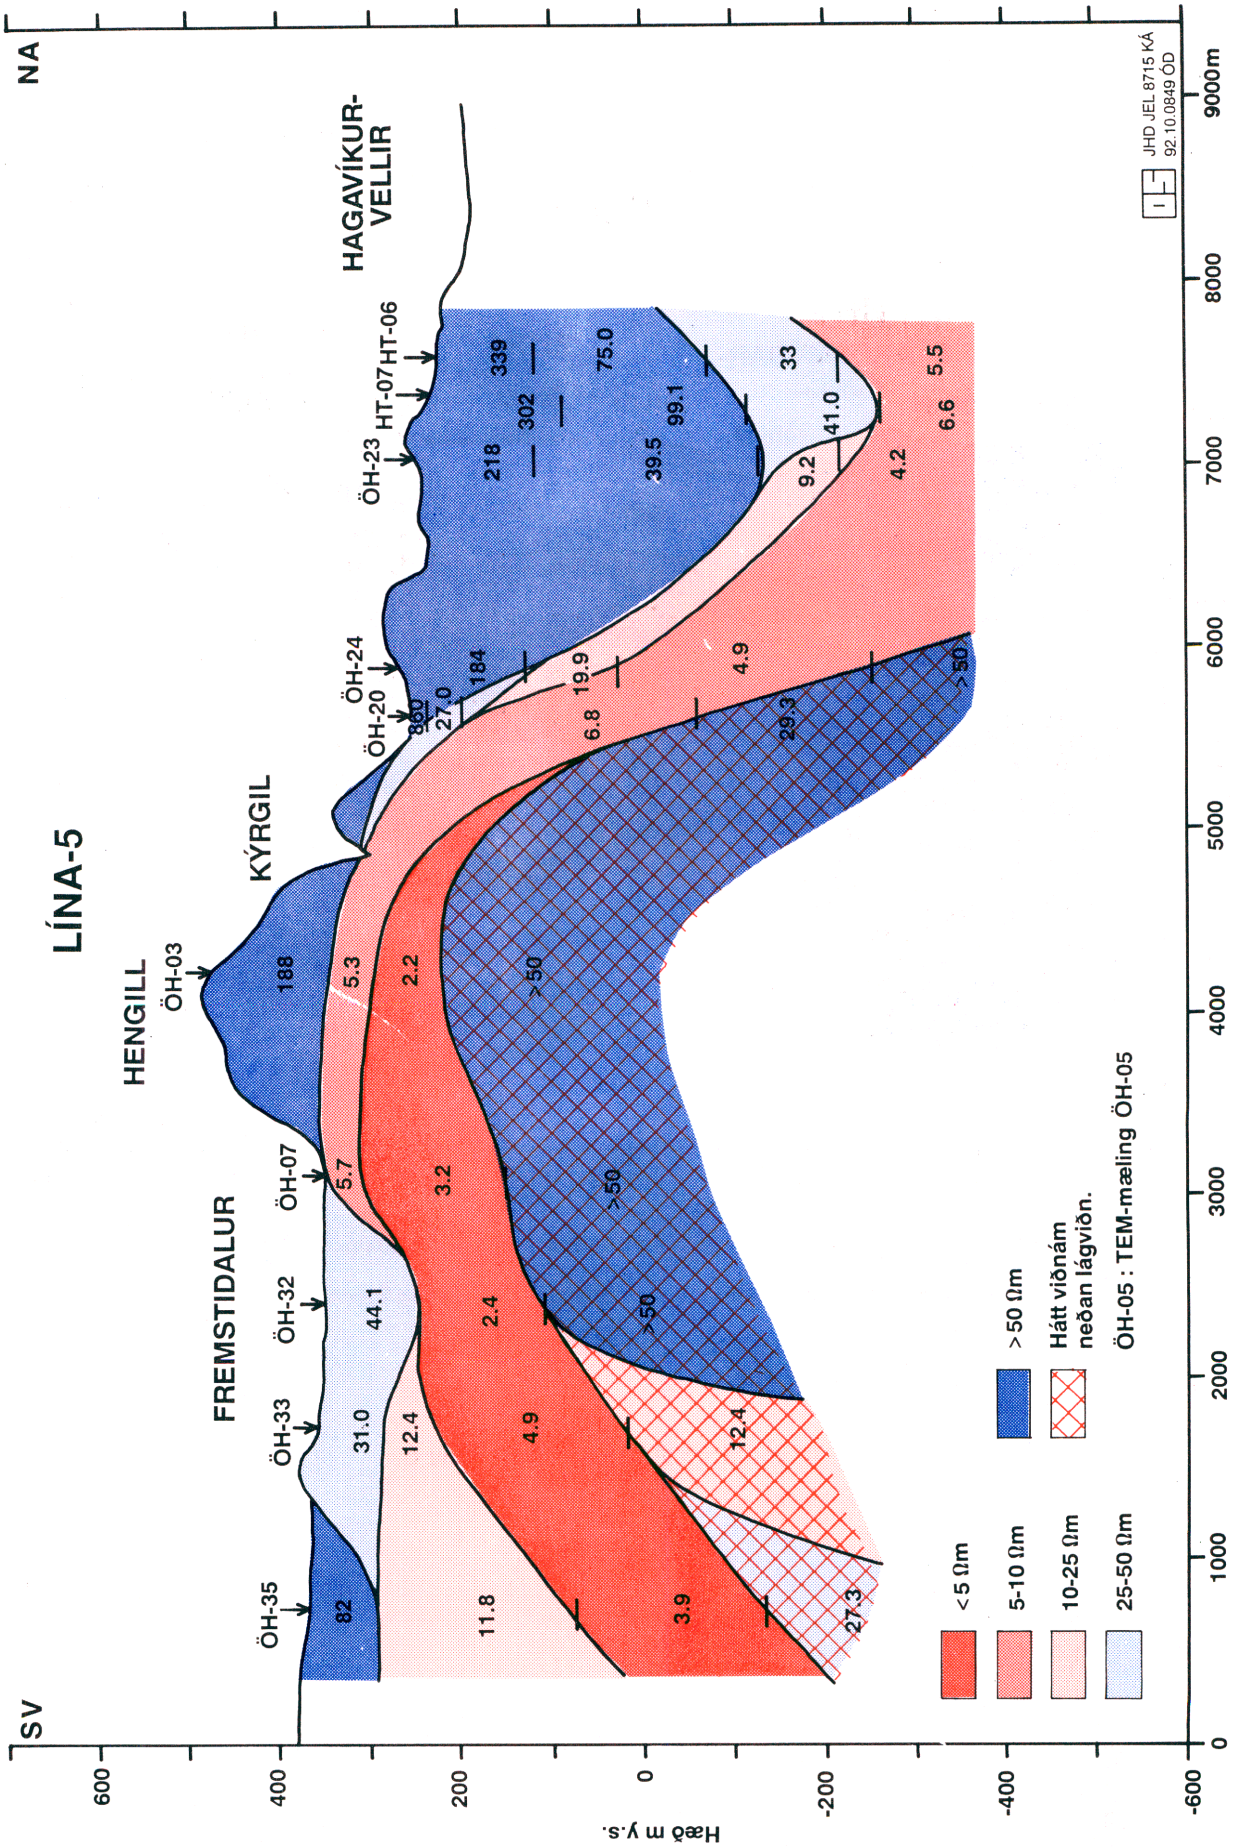 LÍNA-5
SV
NA
HENGILL
KÝRGIL
FREMSTIDALUR
HAGAVÍKUR-
VELLIR
ÖH-35
ÖH-33
ÖH-32
ÖH-07
ÖH-03
ÖH-20
ÖH-24
ÖH-23
HT-07
HT-06
82
11.8
3.9
27.3
31.0
12.4
4.9
12.4
44.1
2.4
>50
5.7
3.2
>50
188
5.3
2.2
>50
860
27.0
6.8
29.3
184
19.9
4.9
>50
218
39.5
9.2
4.2
302
99.1
41.0
6.6
339
75.0
33
5.5
600
400
200
0
-200
-400
-600
Hæð m y.s.
0
1000
2000
3000
4000
5000
6000
7000
8000
9000m
<5 Ωm
5-10 Ωm
10-25 Ωm
25-50 Ωm
>50 Ωm
Hátt viðnám
neðan lágviðn.
ÖH-05 : TEM-mæling ÖH-05
JHD JEL 8715 KÁ
92.10.0849 ÓD